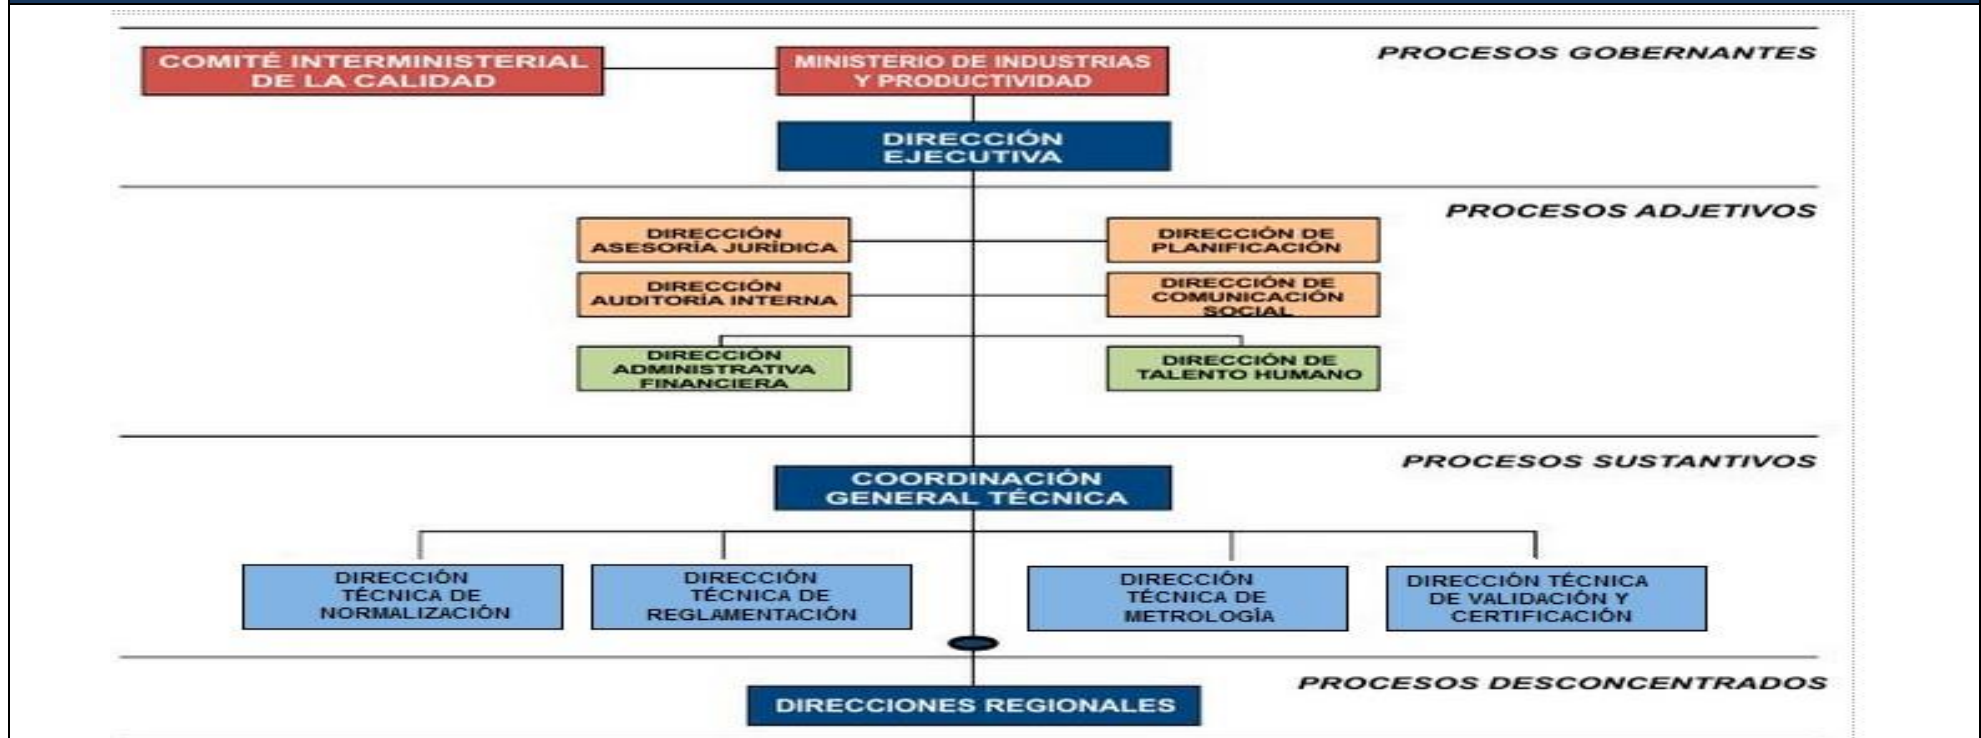 PROCESOS GOBERNANTES
COMITÉ INTERMINISTERIAL
DE LA CALIDAD
MINISTERIO DE INDUSTRIAS
Y PRODUCTIVIDAD
DIRECCIÓN
EJECUTIVA
PROCESOS ADJETIVOS
DIRECCIÓN
ASESORÍA JURÍDICA
DIRECCIÓN DE
PLANIFICACIÓN
DIRECCIÓN
AUDITORÍA INTERNA
DIRECCIÓN DE
COMUNICACIÓN
SOCIAL
DIRECCIÓN
ADMINISTRATIVA
FINANCIERA
DIRECCIÓN DE
TALENTO HUMANO
PROCESOS SUSTANTIVOS
COORDINACIÓN
GENERAL TÉCNICA
DIRECCIÓN
TÉCNICA DE
NORMALIZACIÓN
DIRECCIÓN
TÉCNICA DE
REGLAMENTACIÓN
DIRECCIÓN
TÉCNICA DE
METROLOGÍA
DIRECCIÓN TÉCNICA
DE VALIDACIÓN Y
CERTIFICACIÓN
PROCESOS DESCONCENTRADOS
DIRECCIONES REGIONALES